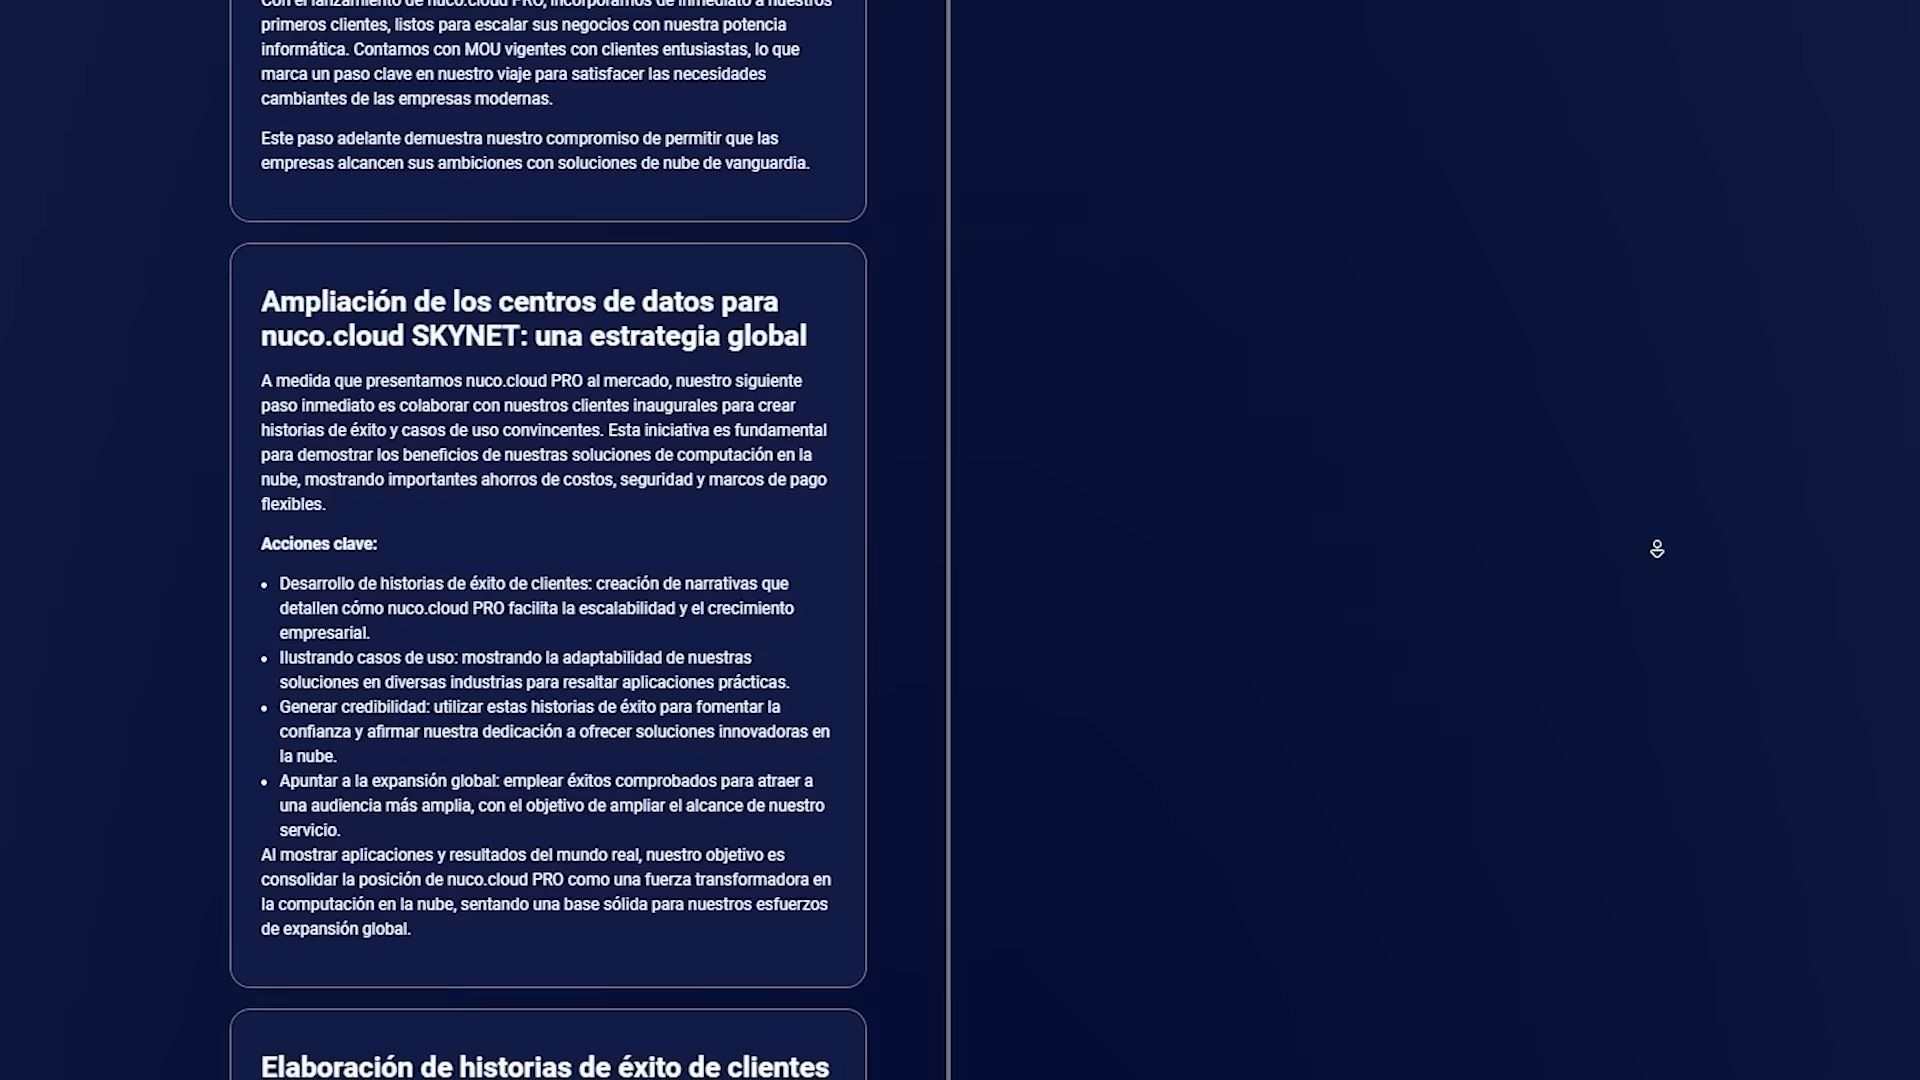 Con el lanzamiento de nuco.cloud PRO, incorporamos de inmediato a nuestros
primeros clientes, listos para escalar sus negocios con nuestra potencia
informática. Contamos con MOU vigentes con clientes entusiastas, lo que
marca un paso clave en nuestro viaje para satisfacer las necesidades
cambiantes de las empresas modernas.
Este paso adelante demuestra nuestro compromiso de permitir que las
empresas alcancen sus ambiciones con soluciones de nube de vanguardia.
Ampliación de los centros de datos para
nuco.cloud SKYNET: una estrategia global
A medida que presentamos nuco.cloud PRO al mercado, nuestro siguiente
paso inmediato es colaborar con nuestros clientes inaugurales para crear
historias de éxito y casos de uso convincentes. Esta iniciativa es fundamental
para demostrar los beneficios de nuestras soluciones de computación en la
nube, mostrando importantes ahorros de costos, seguridad y marcos de pago
flexibles.
Acciones clave:
• Desarrollo de historias de éxito de clientes: creación de narrativas que
detallen cómo nuco.cloud PRO facilita la escalabilidad y el crecimiento
empresarial.
• Ilustrando casos de uso: mostrando la adaptabilidad de nuestras
soluciones en diversas industrias para resaltar aplicaciones prácticas.
• Generar credibilidad: utilizar estas historias de éxito para fomentar la
confianza y afirmar nuestra dedicación a ofrecer soluciones innovadoras en
la nube.
• Apuntar a la expansión global: emplear éxitos comprobados para atraer a
una audiencia más amplia, con el objetivo de ampliar el alcance de nuestro
servicio.
Al mostrar aplicaciones y resultados del mundo real, nuestro objetivo es
consolidar la posición de nuco.cloud PRO como una fuerza transformadora en
la computación en la nube, sentando una base sólida para nuestros esfuerzos
de expansión global.
Elaboración de historias de éxito de clientes